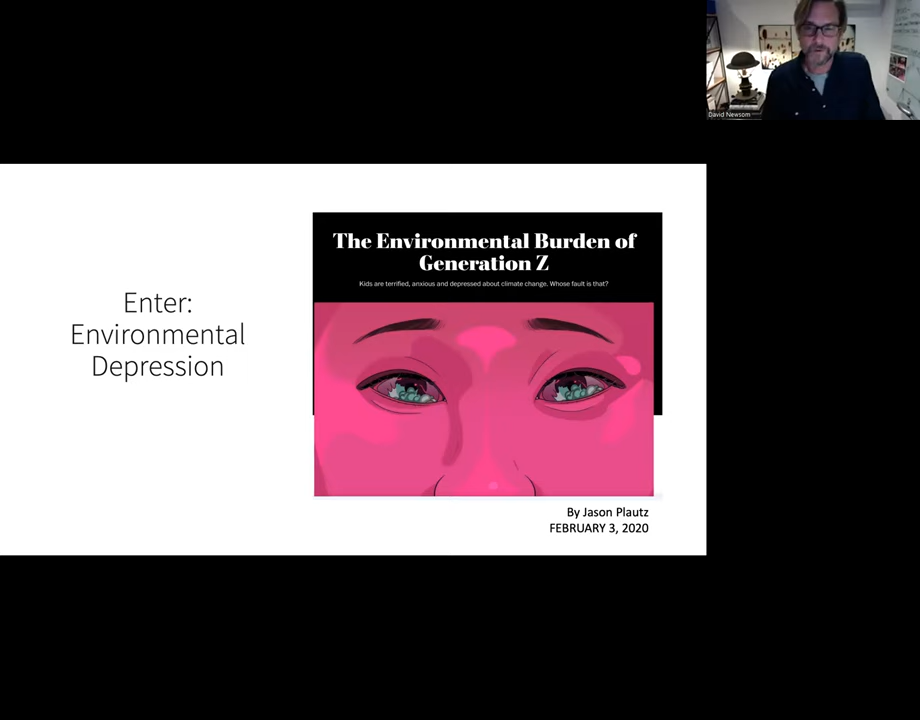 David Newsom
Enter:
Environmental
Depression
The Environmental Burden of
Generation Z
Kids are terrified, anxious and depressed about climate change. Whose fault is that?
By Jason Plautz
FEBRUARY 3, 2020